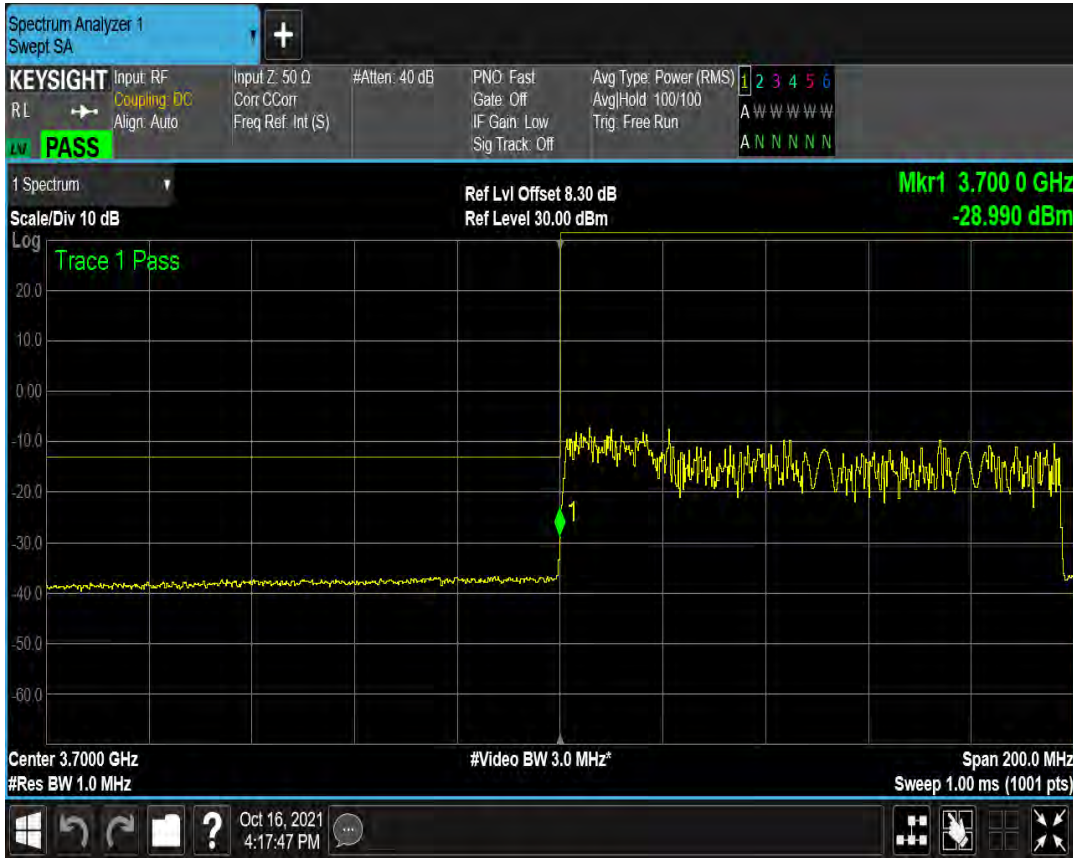 Spectrum Analyzer 1
Swept SA
KEYSIGHT
RL
PASS
Input: RF
Coupling: DC
Align: Auto
Input Z: 50 Ω
Corr CCorr
Freq Ref: Int (S)
#Atten: 40 dB
PNO: Fast
Gate: Off
IF Gain: Low
Sig Track: Off
Avg Type: Power (RMS)
Avg|Hold: 100/100
Trig: Free Run
1 2 3 4 5 6
A W W W W W
A N N N N N
1 Spectrum
Scale/Div 10 dB
Ref Lvl Offset 8.30 dB
Ref Level 30.00 dBm
Mkr1 3.700 0 GHz
-28.990 dBm
Log
Trace 1 Pass
20.0
10.0
0.00
-10.0
-20.0
-30.0
-40.0
-50.0
-60.0
1
Center 3.7000 GHz
#Res BW 1.0 MHz
#Video BW 3.0 MHz*
Span 200.0 MHz
Sweep 1.00 ms (1001 pts)
Oct 16, 2021
4:17:47 PM